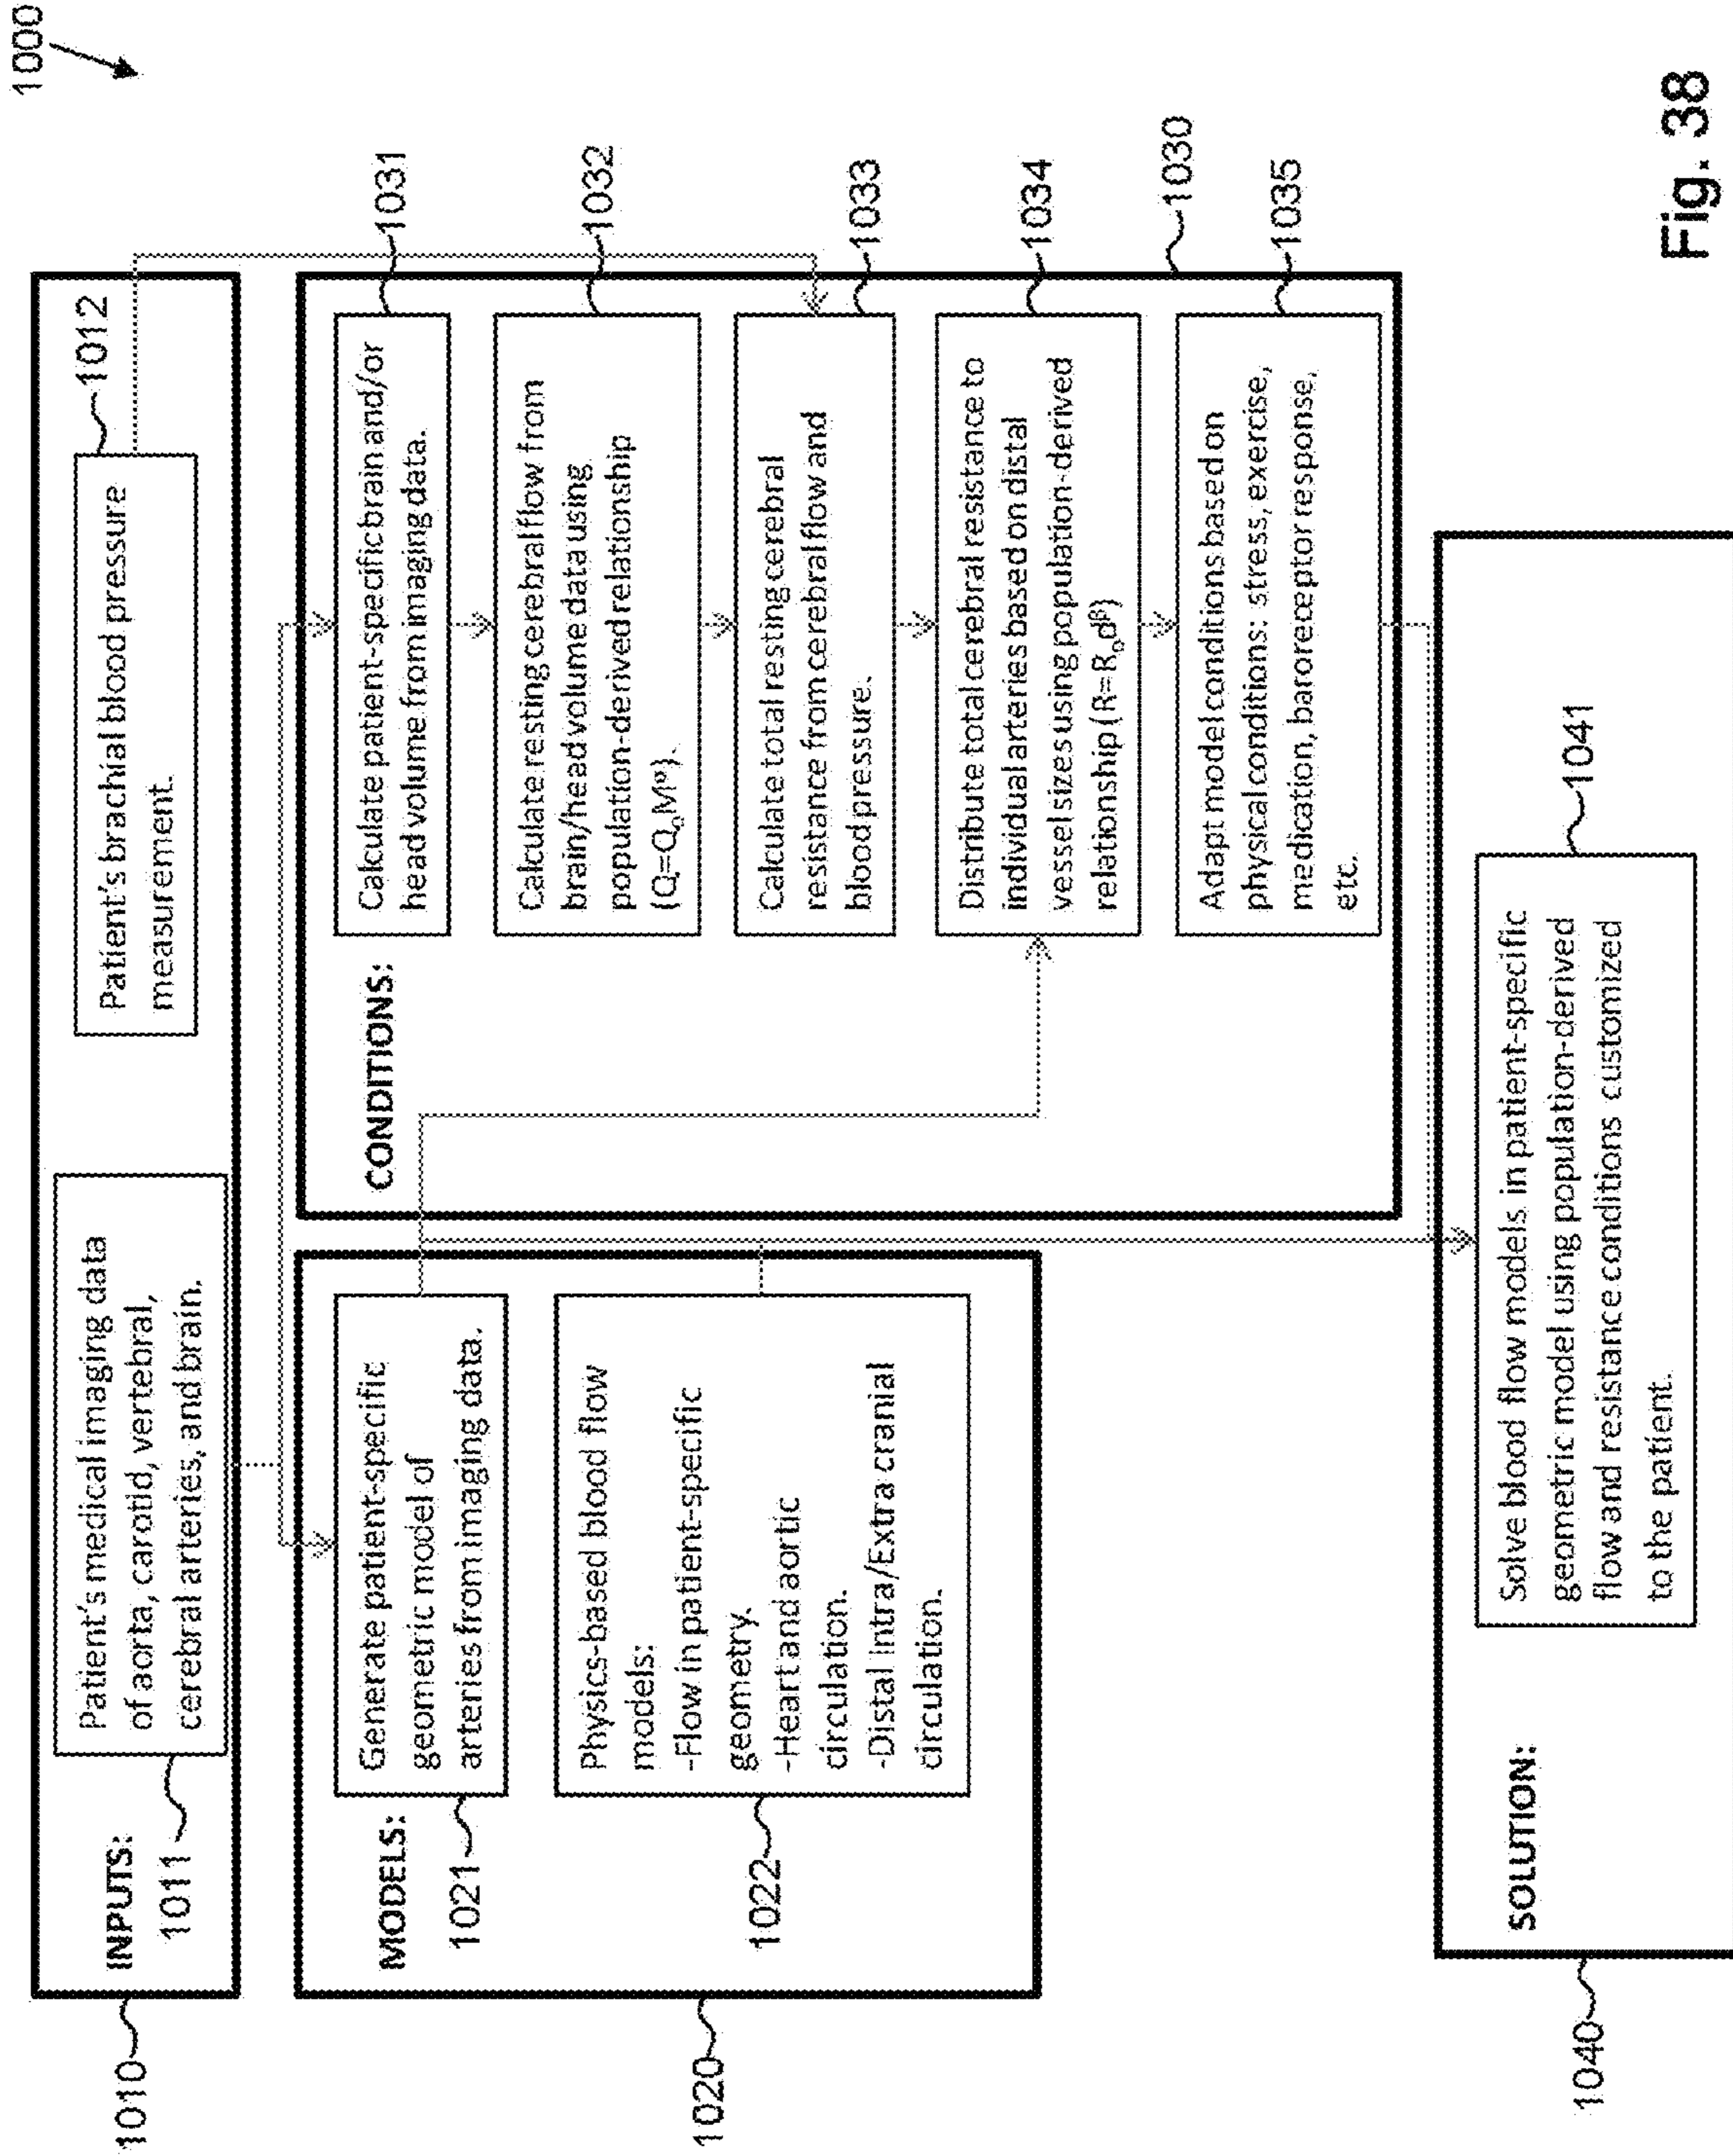 1000
1010
INPUTS:
1011
Patient's medical imaging data
of aorta, carotid, vertebral,
cerebral arteries, and brain.
1012
Patient's brachial blood pressure
measurement.
1020
MODELS:
1021
Generate patient-specific
geometric model of
arteries from imaging data.
1022
Physics-based blood flow
models:
-Flow in patient-specific
geometry.
-Heart and aortic
circulation.
-Distal Intra/Extra cranial
circulation.
CONDITIONS:
1031
Calculate patient-specific brain and/or
head volume from imaging data.
1032
Calculate resting cerebral flow from
brain/head volume data using
population-derived relationship
(Q=QₒMᵅ).
1033
Calculate total resting cerebral
resistance from cerebral flow and
blood pressure.
1034
Distribute total cerebral resistance to
individual arteries based on distal
vessel sizes using population-derived
relationship (R=Rₒdᵝ)
1030
1035
Adapt model conditions based on
physical conditions: stress, exercise,
medication, baroreceptor response,
etc.
1040
SOLUTION:
1041
Solve blood flow models in patient-specific
geometric model using population-derived
flow and resistance conditions customized
to the patient.
Fig. 38